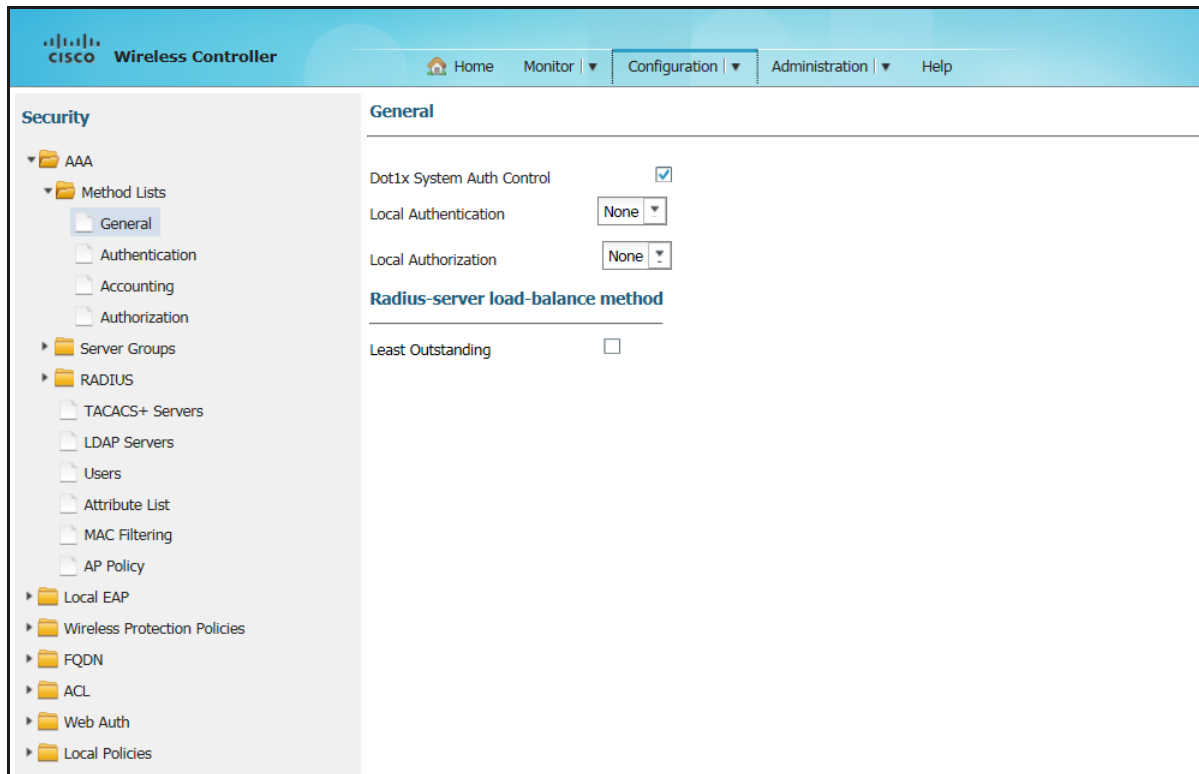 CISCO Wireless Controller
Home Monitor Configuration Administration Help
Security
AAA
Method Lists
General
Authentication
Accounting
Authorization
Server Groups
RADIUS
TACACS+ Servers
LDAP Servers
Users
Attribute List
MAC Filtering
AP Policy
Local EAP
Wireless Protection Policies
FQDN
ACL
Web Auth
Local Policies
General
Dot1x System Auth Control
Local Authentication None
Local Authorization None
Radius-server load-balance method
Least Outstanding